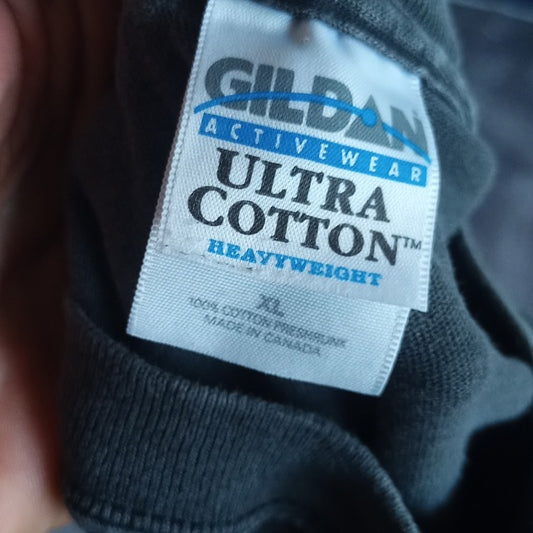 GILDAN
ACTIVEWEAR
ULTRA
COTTON™
HEAVYWEIGHT
XL
100% COTTON PRESHRUNK
MADE IN CANADA